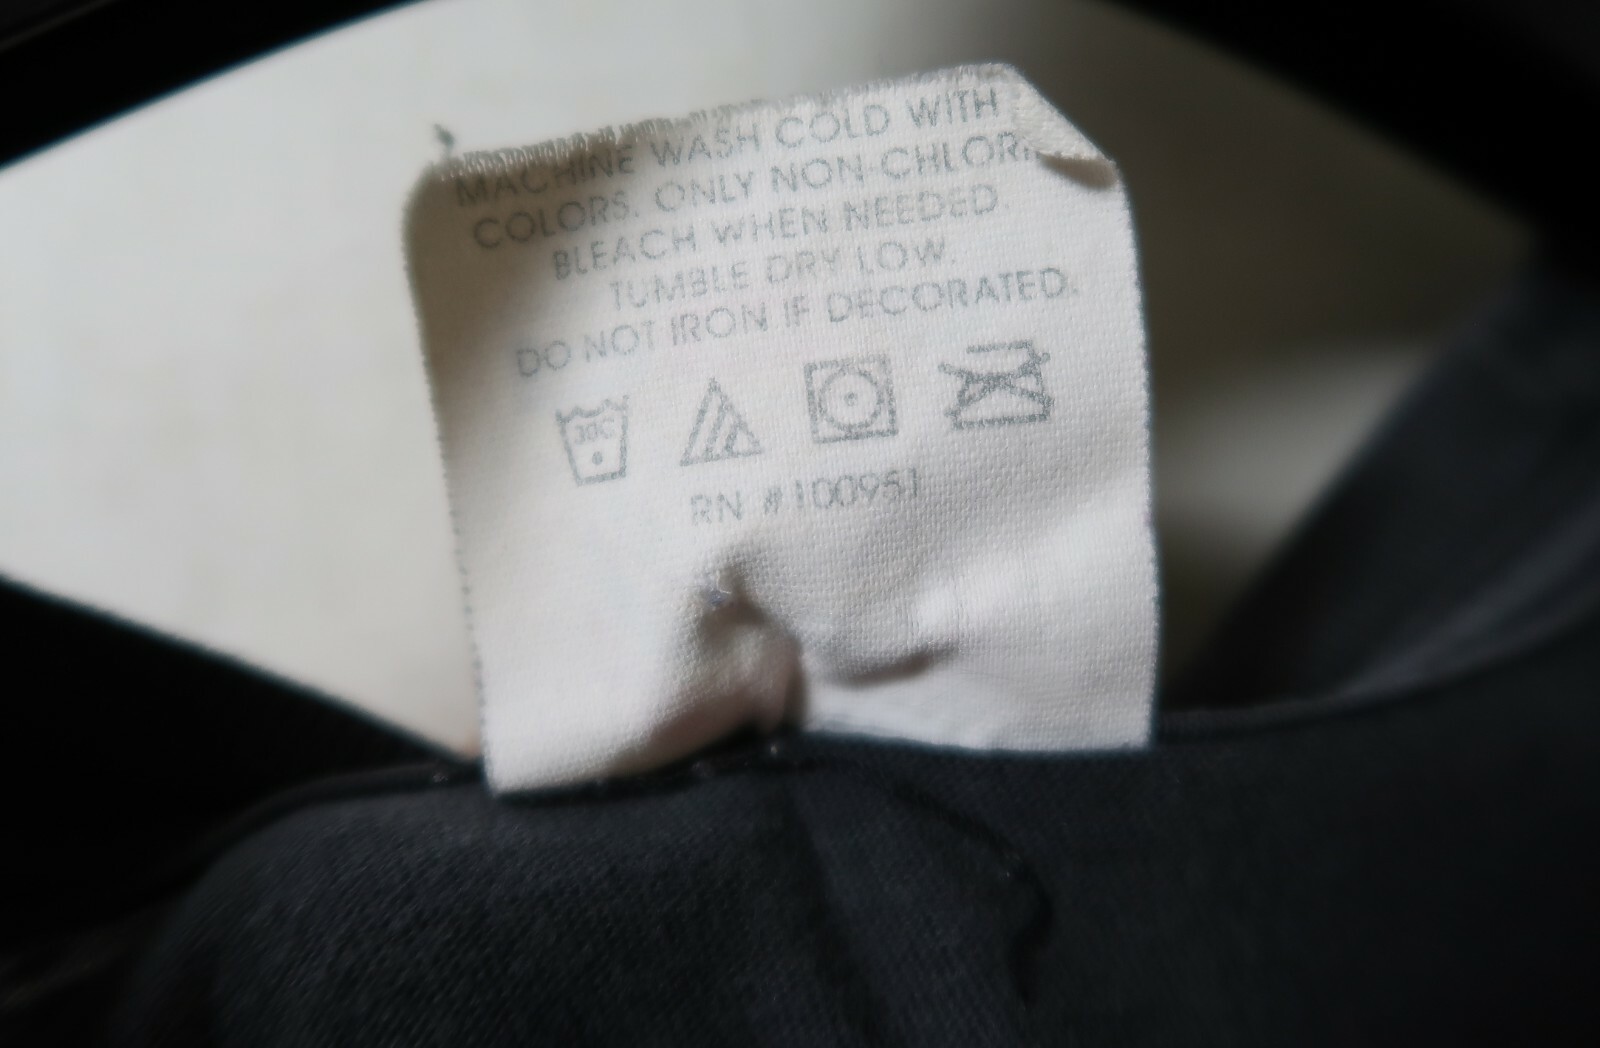 MACHINE WASH COLD WITH
COLORS. ONLY NON-CHLORI
BLEACH WHEN NEEDED
TUMBLE DRY LOW.
DO NOT IRON IF DECORATED.
30C
RN #100951